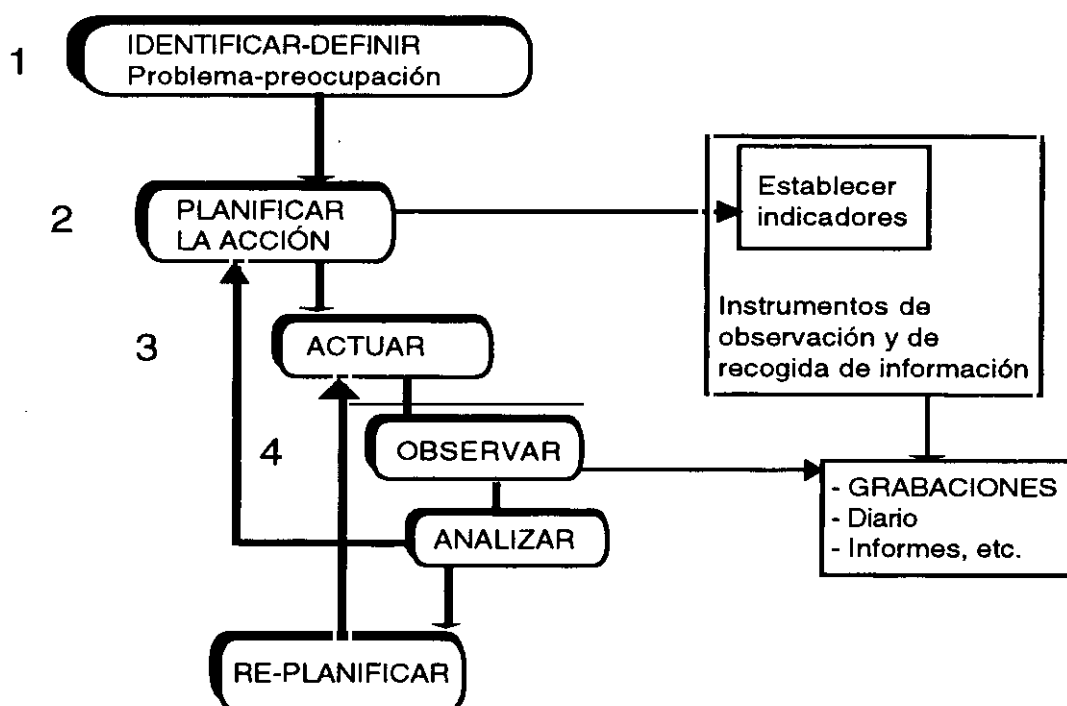 1
IDENTIFICAR-DEFINIR
Problema-preocupación
2
PLANIFICAR
LA ACCIÓN
Establecer
indicadores
Instrumentos de
observación y de
recogida de información
3
ACTUAR
4
OBSERVAR
- GRABACIONES
- Diario
- Informes, etc.
ANALIZAR
RE-PLANIFICAR